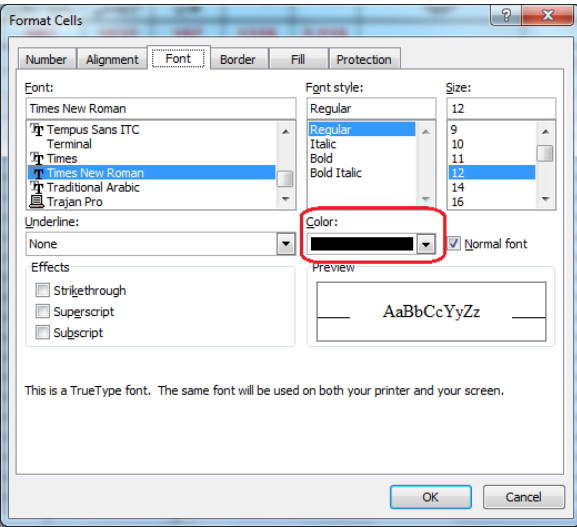 Format Cells
Number Alignment Font Border Fill Protection
Font: Font style: Size:
Times New Roman Regular 12
Tempus Sans ITC Regular 9
Terminal Italic 10
Times Bold 11
Times New Roman Bold Italic 12
Traditional Arabic 14
Trajan Pro 16
Underline: Color:
None Normal font
Effects Preview
Strikethrough
Superscript AaBbCcYyZz
Subscript
This is a TrueType font. The same font will be used on both your printer and your screen.
OK Cancel